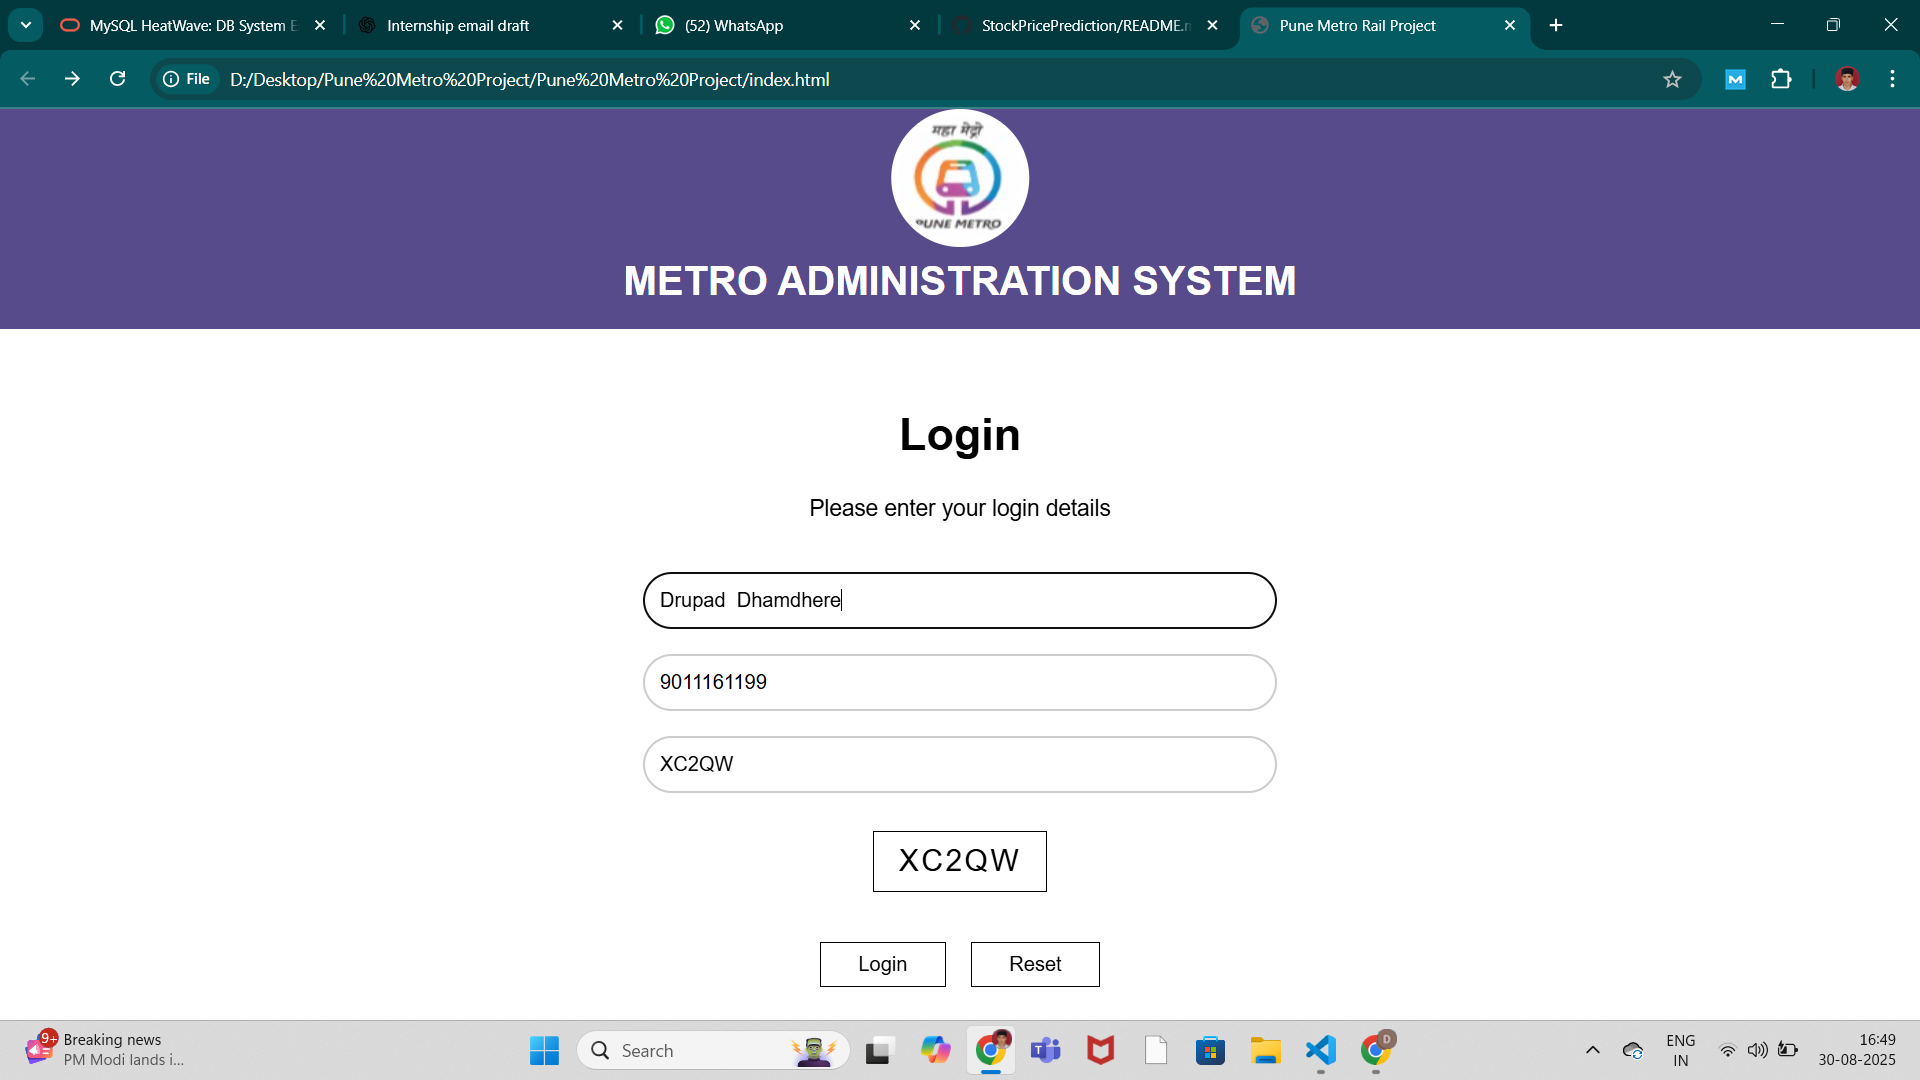 MySQL HeatWave: DB System E
Internship email draft
(52) WhatsApp
StockPricePrediction/README.m
Pune Metro Rail Project
File
D:/Desktop/Pune%20Metro%20Project/Pune%20Metro%20Project/index.html
महा मेट्रो
PUNE METRO
METRO ADMINISTRATION SYSTEM
Login
Please enter your login details
Drupad  Dhamdhere
9011161199
XC2QW
XC2QW
Login
Reset
9+
Breaking news
PM Modi lands i...
Search
D
ENG
IN
16:49
30-08-2025